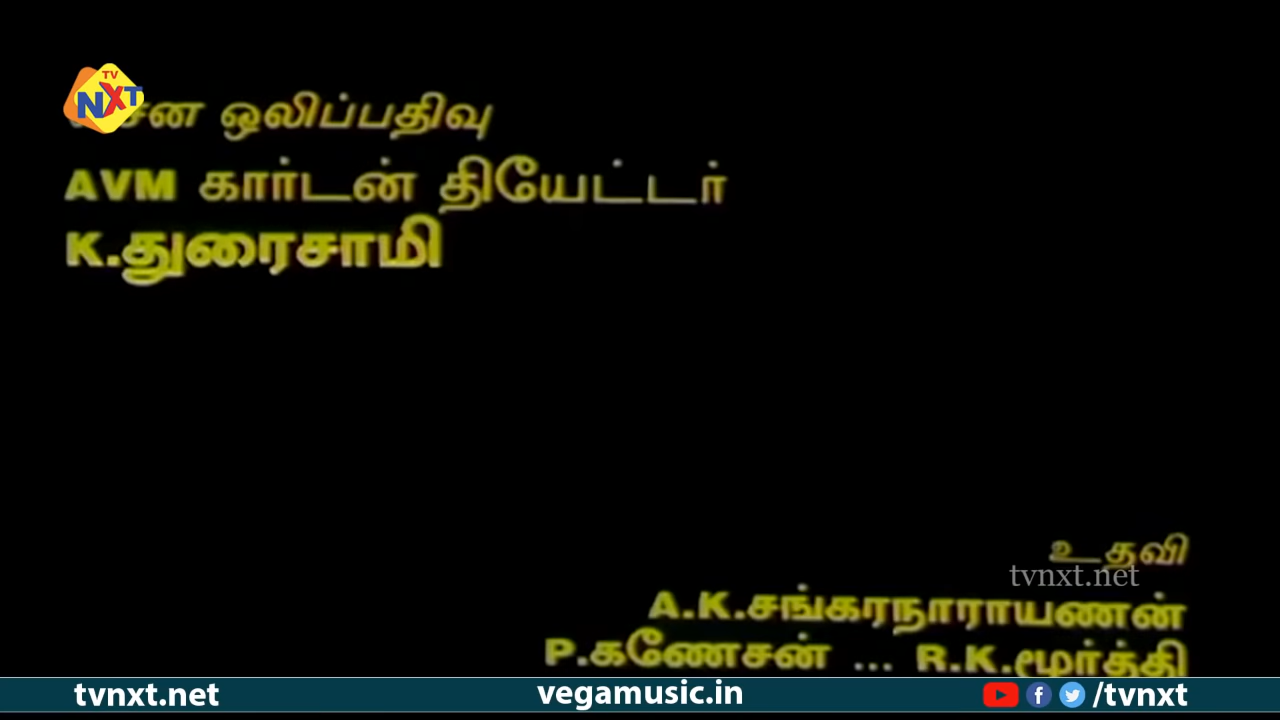 TV
NXT
ஒலிப்பதிவு
AVM கார்டன் தியேட்டர்
K.துரைசாமி
உதவி
tvnxt.net
A.K.சங்கரநாராயணன்
P.கணேசன் ... R.K.மூர்த்தி
tvnxt.net
vegamusic.in
/tvnxt